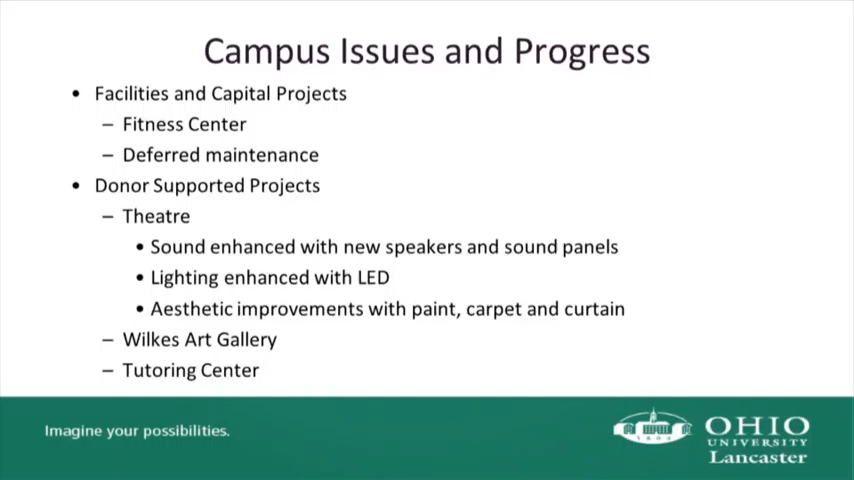 Campus Issues and Progress
• Facilities and Capital Projects
– Fitness Center
– Deferred maintenance
• Donor Supported Projects
– Theatre
• Sound enhanced with new speakers and sound panels
• Lighting enhanced with LED
• Aesthetic improvements with paint, carpet and curtain
– Wilkes Art Gallery
– Tutoring Center
Imagine your possibilities.
1804
OHIO
UNIVERSITY
Lancaster